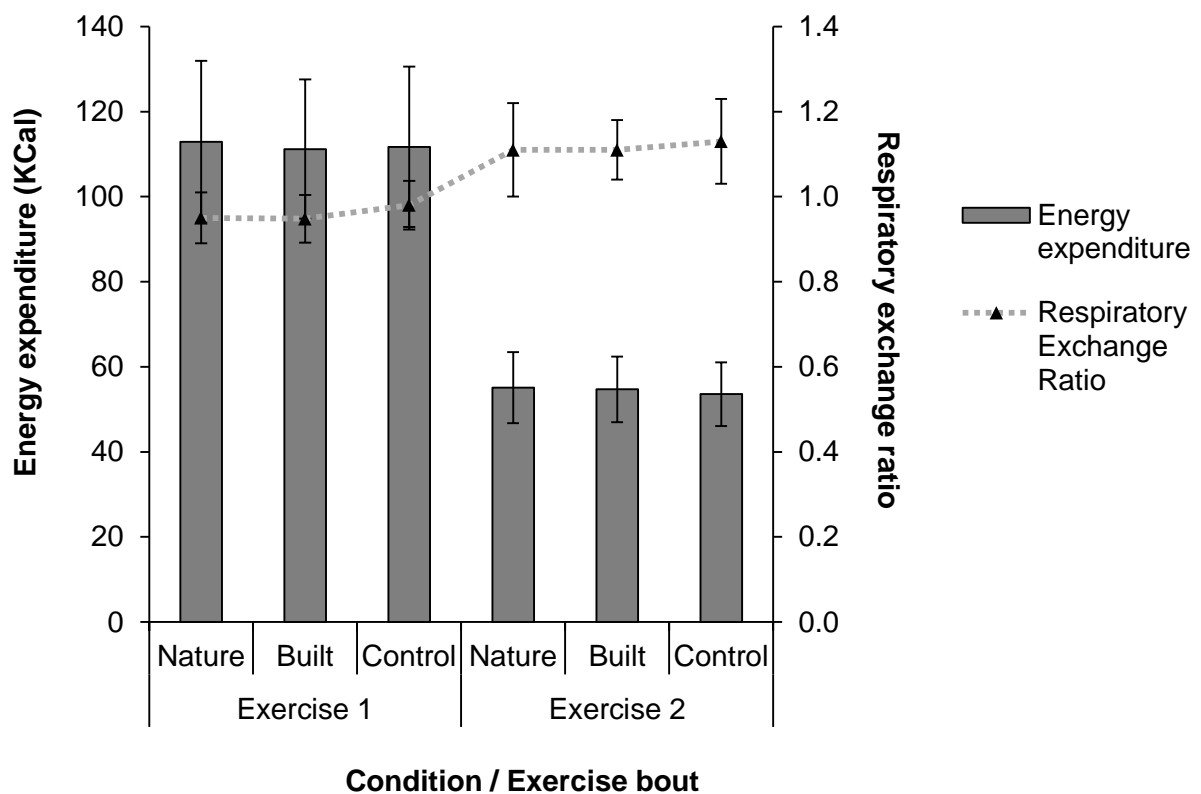 140
120
100
80
60
40
20
0
Energy expenditure (KCal)
1.4
1.2
1.0
0.8
0.6
0.4
0.2
0.0
Respiratory exchange ratio
Energy
expenditure
Respiratory
Exchange
Ratio
Nature Built Control Nature Built Control
Exercise 1 Exercise 2
Condition / Exercise bout